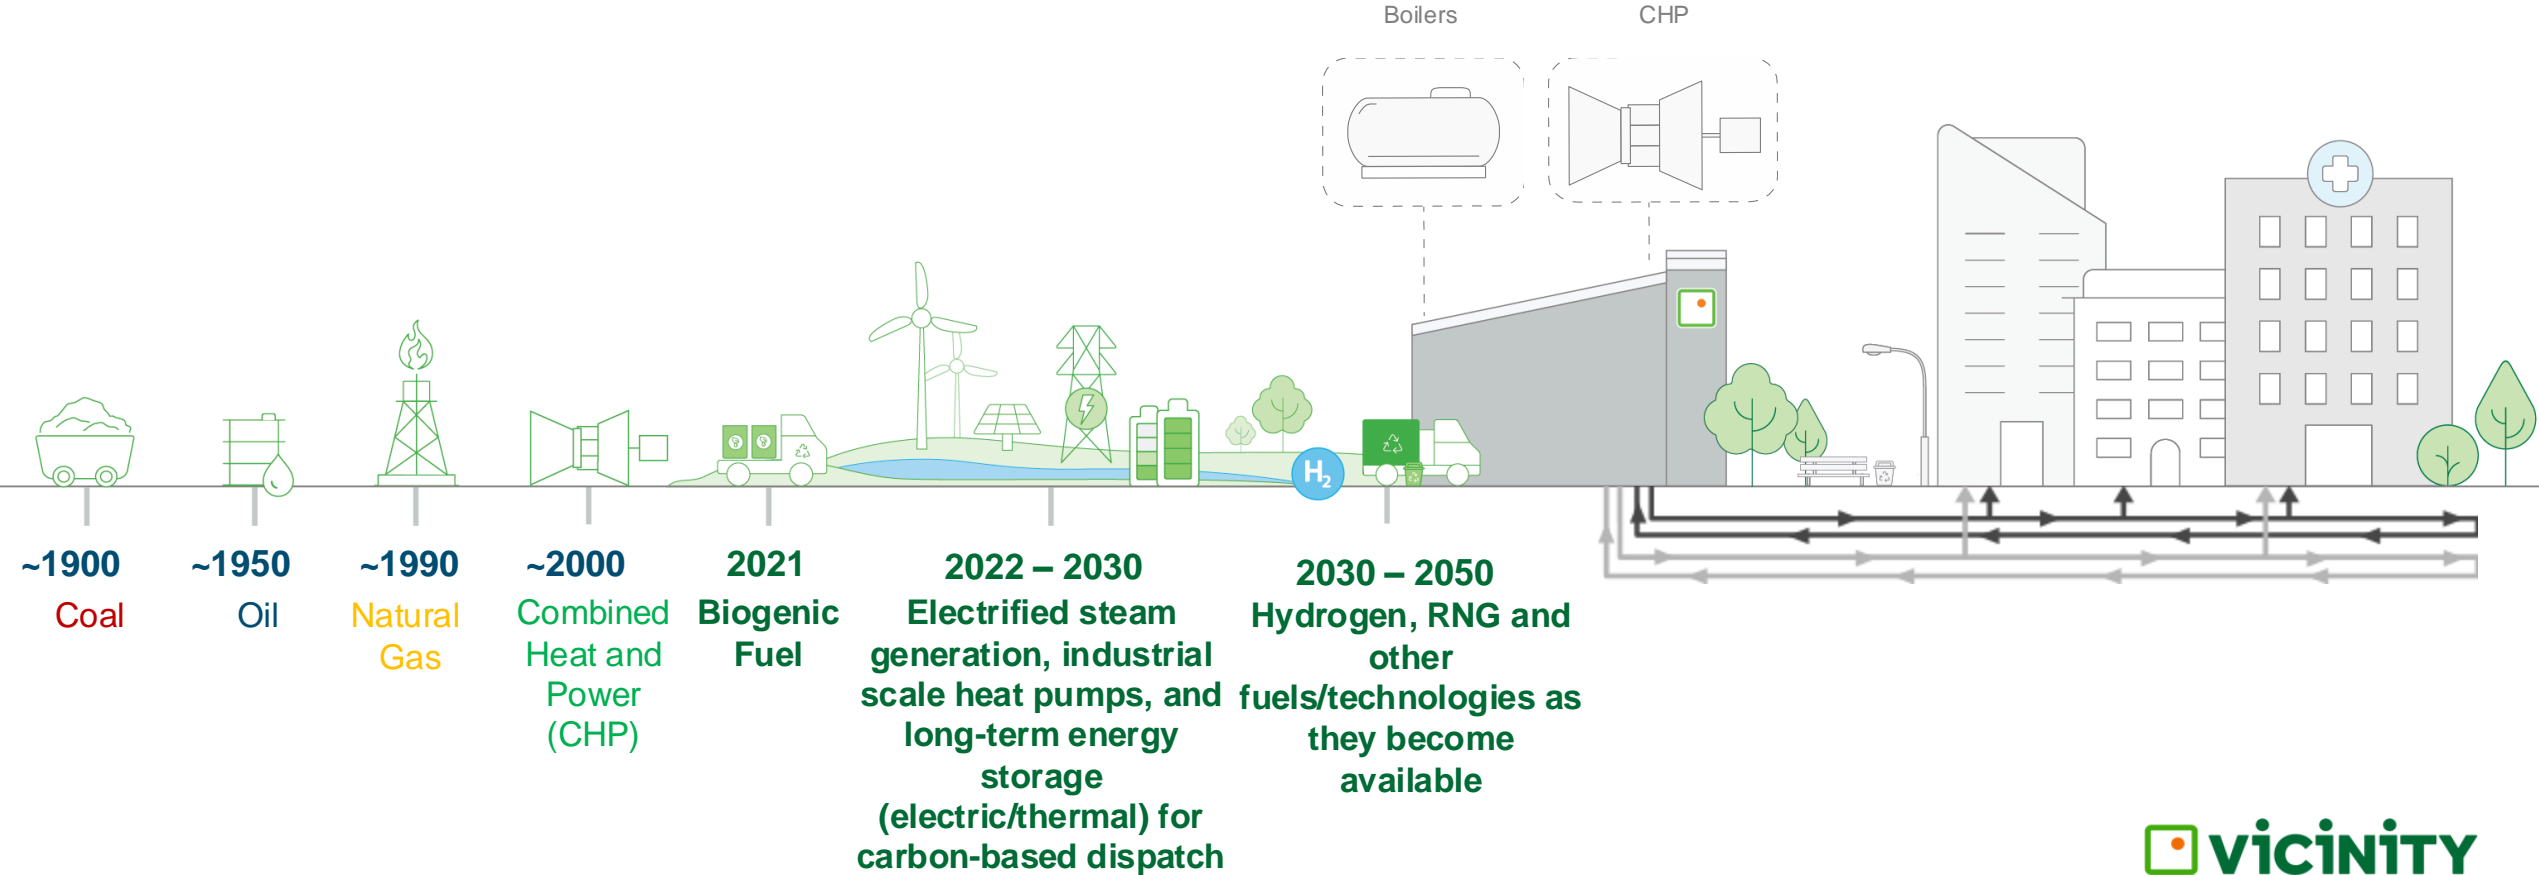 Boilers
CHP
H2
~1900
Coal
~1950
Oil
~1990
Natural
Gas
~2000
Combined
Heat and
Power
(CHP)
2021
Biogenic
Fuel
2022 – 2030
Electrified steam
generation, industrial
scale heat pumps, and
long-term energy
storage
(electric/thermal) for
carbon-based dispatch
2030 – 2050
Hydrogen, RNG and
other
fuels/technologies as
they become
available
ViCiNiTY